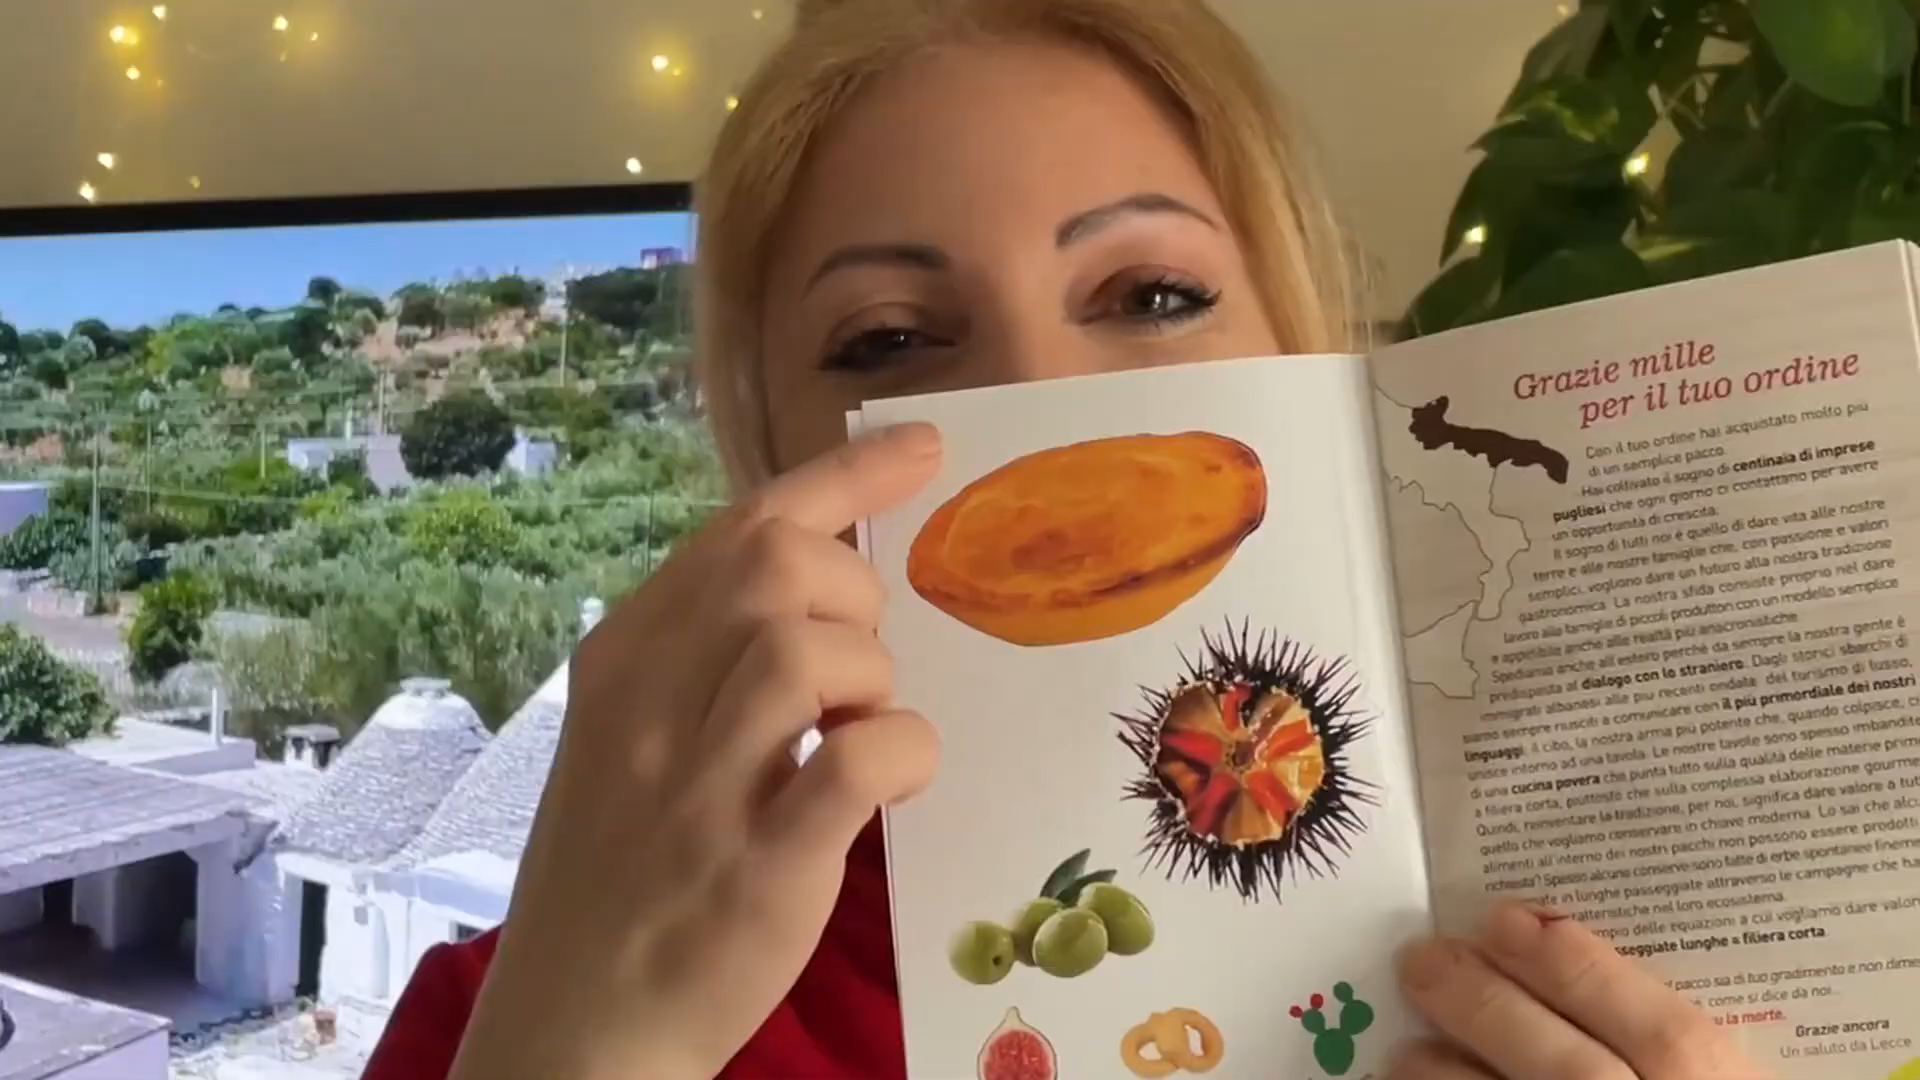 Grazie mille
per il tuo ordine
Con il tuo ordine hai acquistato molto più
di un semplice pacco.
Hai coltivato il sogno di centinaia di imprese
pugliesi che ogni giorno ci contattano per avere
un'opportunità di crescita.
Il sogno di tutti noi è quello di dare vita alle nostre
terre e alle nostre famiglie che, con passione e valori
semplici, vogliono dare un futuro alla nostra tradizione
gastronomica. La nostra sfida consiste proprio nel dare
lavoro alla famiglie di piccoli produttori con un modello semplice
e appetibile anche alle realtà più anacronistiche.
Spediamo anche all'estero perchè da sempre la nostra gente è
predisposta al dialogo con lo straniero. Dagli storici sbarchi di
immigrati albanesi alle più recenti ondate del turismo di lusso,
siamo sempre riusciti a comunicare con il più primordiale dei nostri
linguaggi: il cibo, la nostra arma più potente che, quando colpisce,
unisce intorno ad una tavola. Le nostre tavole sono spesso
di una cucina povera che punta tutto sulla qualità delle materie
a filiera corta, piuttosto che sulla complessa elaborazione
Quindi, reinventare la tradizione, per noi, significa dare valore a
quello che vogliamo conservare in chiave moderna. Lo sai che
alimenti all'interno dei nostri pacchi non possono essere prodotti
richiesta? Spesso alcune conserve sono fatte di erbe spontanee
in lunghe passeggiate attraverso le campagne che
nel loro ecosistema.
delle equazioni a cui vogliamo dare
lunghe = filiera corta.
pacco sia di tuo gradimento e non
come si dice da noi...
la morte.
Grazie ancora
Un saluto da Lecce